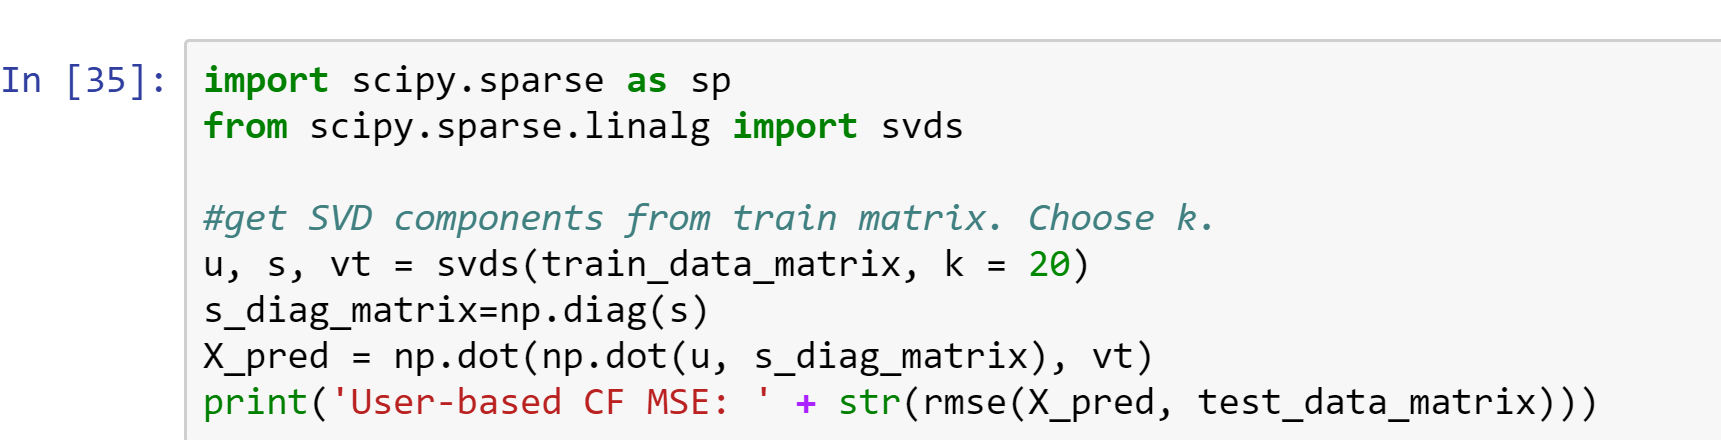 In [35]: import scipy.sparse as sp
from scipy.sparse.linalg import svds
#get SVD components from train matrix. Choose k.
u, s, vt = svds(train_data_matrix, k = 20)
s_diag_matrix=np.diag(s)
X_pred = np.dot(np.dot(u, s_diag_matrix), vt)
print('User-based CF MSE: ' + str(rmse(X_pred, test_data_matrix)))